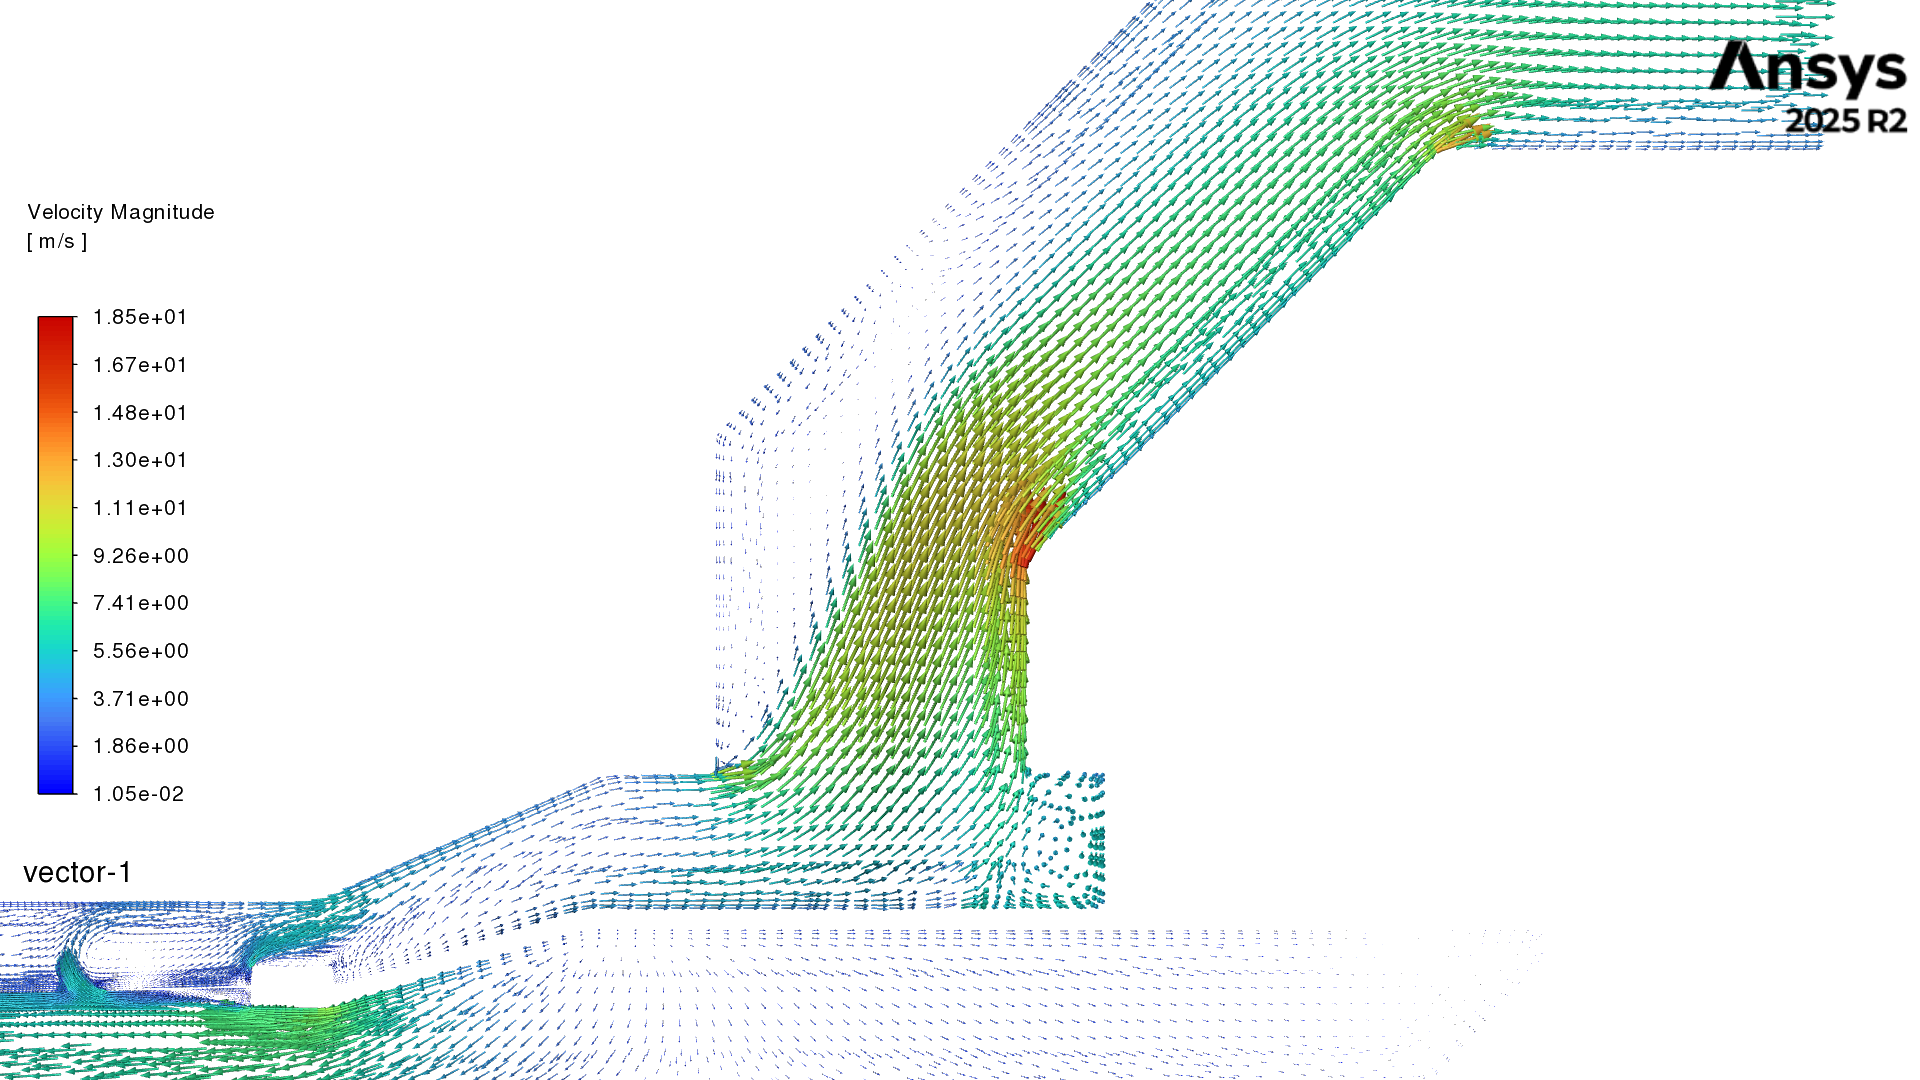 Ansys
2025 R2
Velocity Magnitude
[ m/s ]
1.85e+01
1.67e+01
1.48e+01
1.30e+01
1.11e+01
9.26e+00
7.41e+00
5.56e+00
3.71e+00
1.86e+00
1.05e-02
vector-1